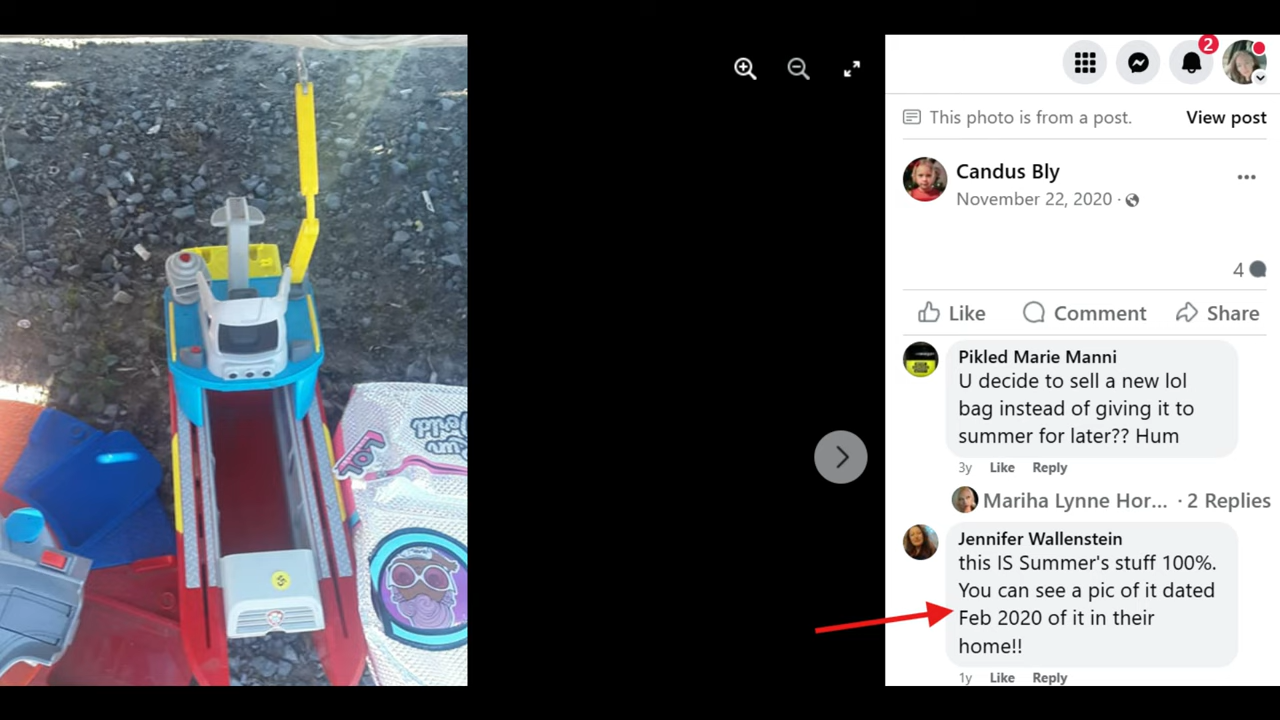 2
This photo is from a post. View post
Candus Bly
November 22, 2020
4
Like Comment Share
Pikled Marie Manni
U decide to sell a new lol
bag instead of giving it to
summer for later?? Hum
3y Like Reply
Mariha Lynne Hor... · 2 Replies
Jennifer Wallenstein
this IS Summer's stuff 100%.
You can see a pic of it dated
Feb 2020 of it in their
home!!
1y Like Reply
LOL